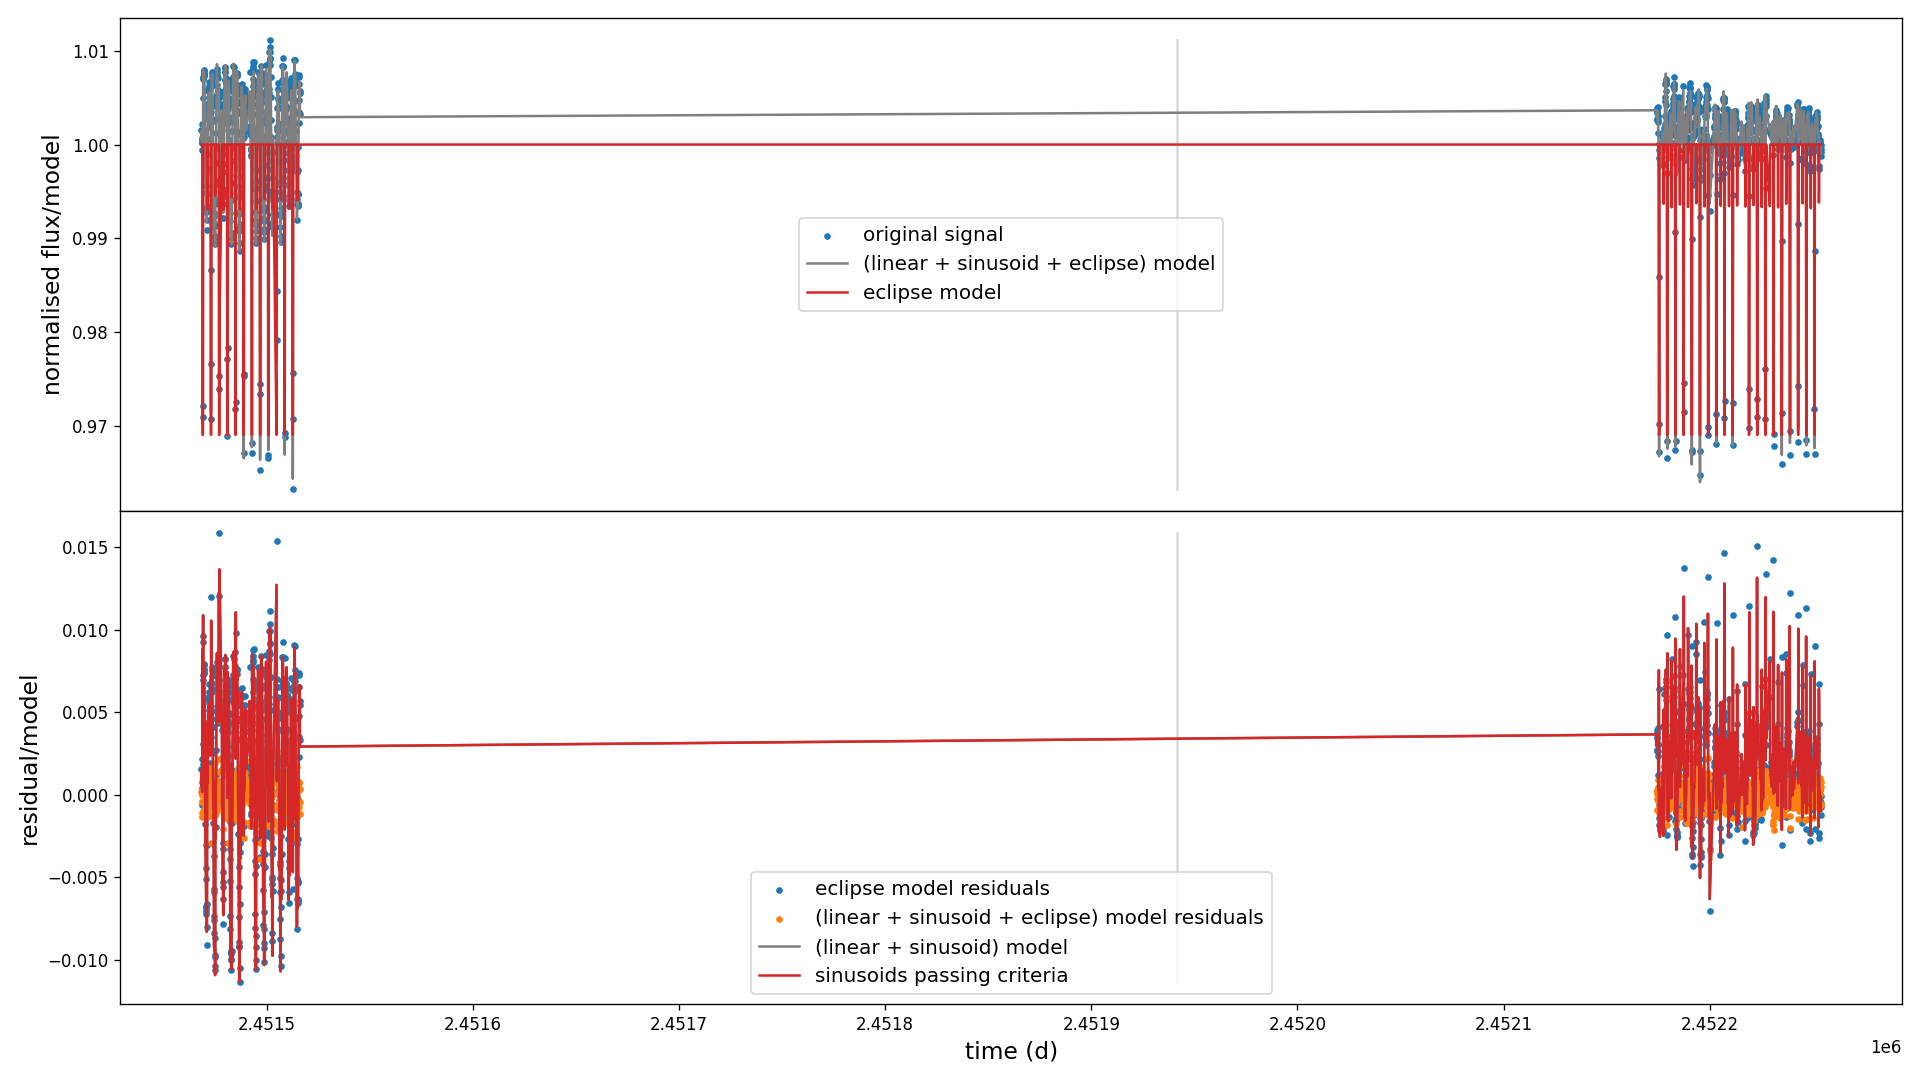 normalised flux/model
1.01
1.00
0.99
0.98
0.97
original signal
(linear + sinusoid + eclipse) model
eclipse model
residual/model
0.015
0.010
0.005
0.000
−0.005
−0.010
eclipse model residuals
(linear + sinusoid + eclipse) model residuals
(linear + sinusoid) model
sinusoids passing criteria
2.4515 2.4516 2.4517 2.4518 2.4519 2.4520 2.4521 2.4522
1e6
time (d)